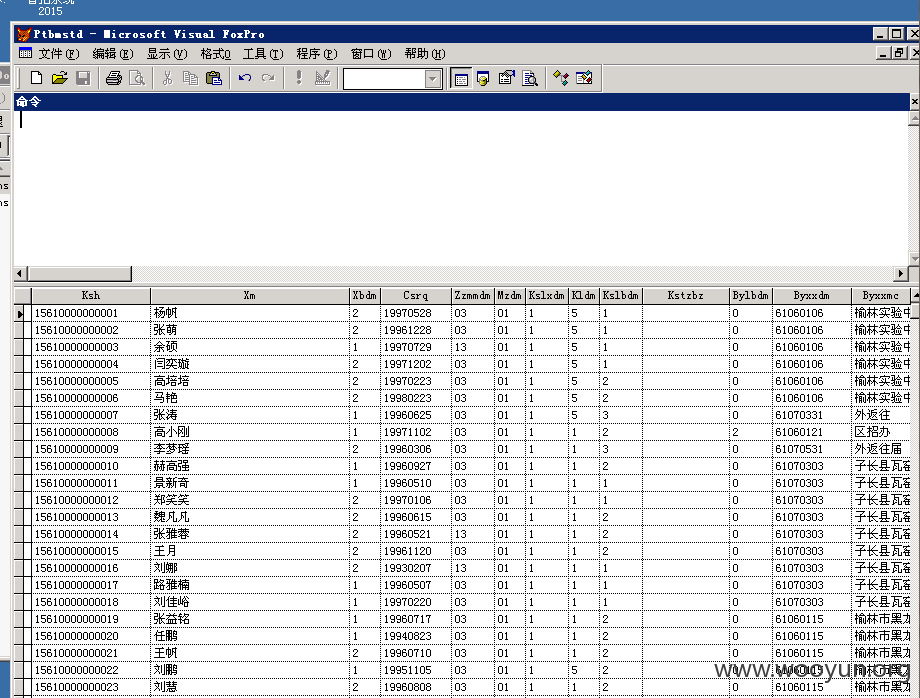 2015
Ptbmstd - Microsoft Visual FoxPro
文件(F) 编辑(E) 显示(V) 格式O 工具(T) 程序(P) 窗口(W) 帮助(H)
命令
Ksh Xm Xbdm Csrq Zzmmdm Mzdm Kslxdm Kldm Kslbdm Kstzbz Bylbdm Byxxdm Byxxmc
15610000000001 杨帆 2 19970528 03 01 1 5 1 0 61060106 榆林实验中
15610000000002 张萌 2 19961228 03 01 1 5 1 0 61060106 榆林实验中
15610000000003 余硕 1 19970729 13 01 1 5 1 0 61060106 榆林实验中
15610000000004 闫奕璇 2 19971202 03 01 1 5 1 0 61060106 榆林实验中
15610000000005 高培培 2 19970223 03 01 1 5 2 0 61060106 榆林实验中
15610000000006 马艳 2 19980223 03 01 1 5 2 0 61060106 榆林实验中
15610000000007 张涛 1 19960625 03 01 1 5 3 0 61070331 外返往
15610000000008 高小刚 1 19971102 03 01 1 1 2 2 61060121 区招办
15610000000009 李梦瑶 2 19960306 03 01 1 1 3 0 61070531 外返往届
15610000000010 赫高强 1 19960927 03 01 1 1 2 0 61070303 子长县瓦窑
15610000000011 景新奇 1 19960510 03 01 1 1 2 0 61070303 子长县瓦窑
15610000000012 郑笑笑 2 19970106 03 01 1 1 2 0 61070303 子长县瓦窑
15610000000013 魏凡凡 2 19960615 03 01 1 1 2 0 61070303 子长县瓦窑
15610000000014 张雅蓉 2 19960521 13 01 1 1 2 0 61070303 子长县瓦窑
15610000000015 王月 2 19961120 03 01 1 1 2 0 61070303 子长县瓦窑
15610000000016 刘娜 2 19930207 13 01 1 1 2 0 61070303 子长县瓦窑
15610000000017 路雅楠 1 19960507 03 01 1 1 2 0 61070303 子长县瓦窑
15610000000018 刘佳峪 1 19970220 03 01 1 1 2 0 61070303 子长县瓦窑
15610000000019 张益铭 1 19960717 03 01 1 1 2 0 61060115 榆林市黑龙
15610000000020 任鹏 1 19940823 03 01 1 1 2 0 61060115 榆林市黑龙
15610000000021 王帆 2 19960710 03 01 1 1 2 0 61060115 榆林市黑龙
15610000000022 刘鹏 1 19951105 03 01 1 5 2 0 61060115 榆林市黑龙
15610000000023 刘慧 2 19960808 03 01 1 1 2 0 61060115 榆林市黑龙
www.wooyun.org